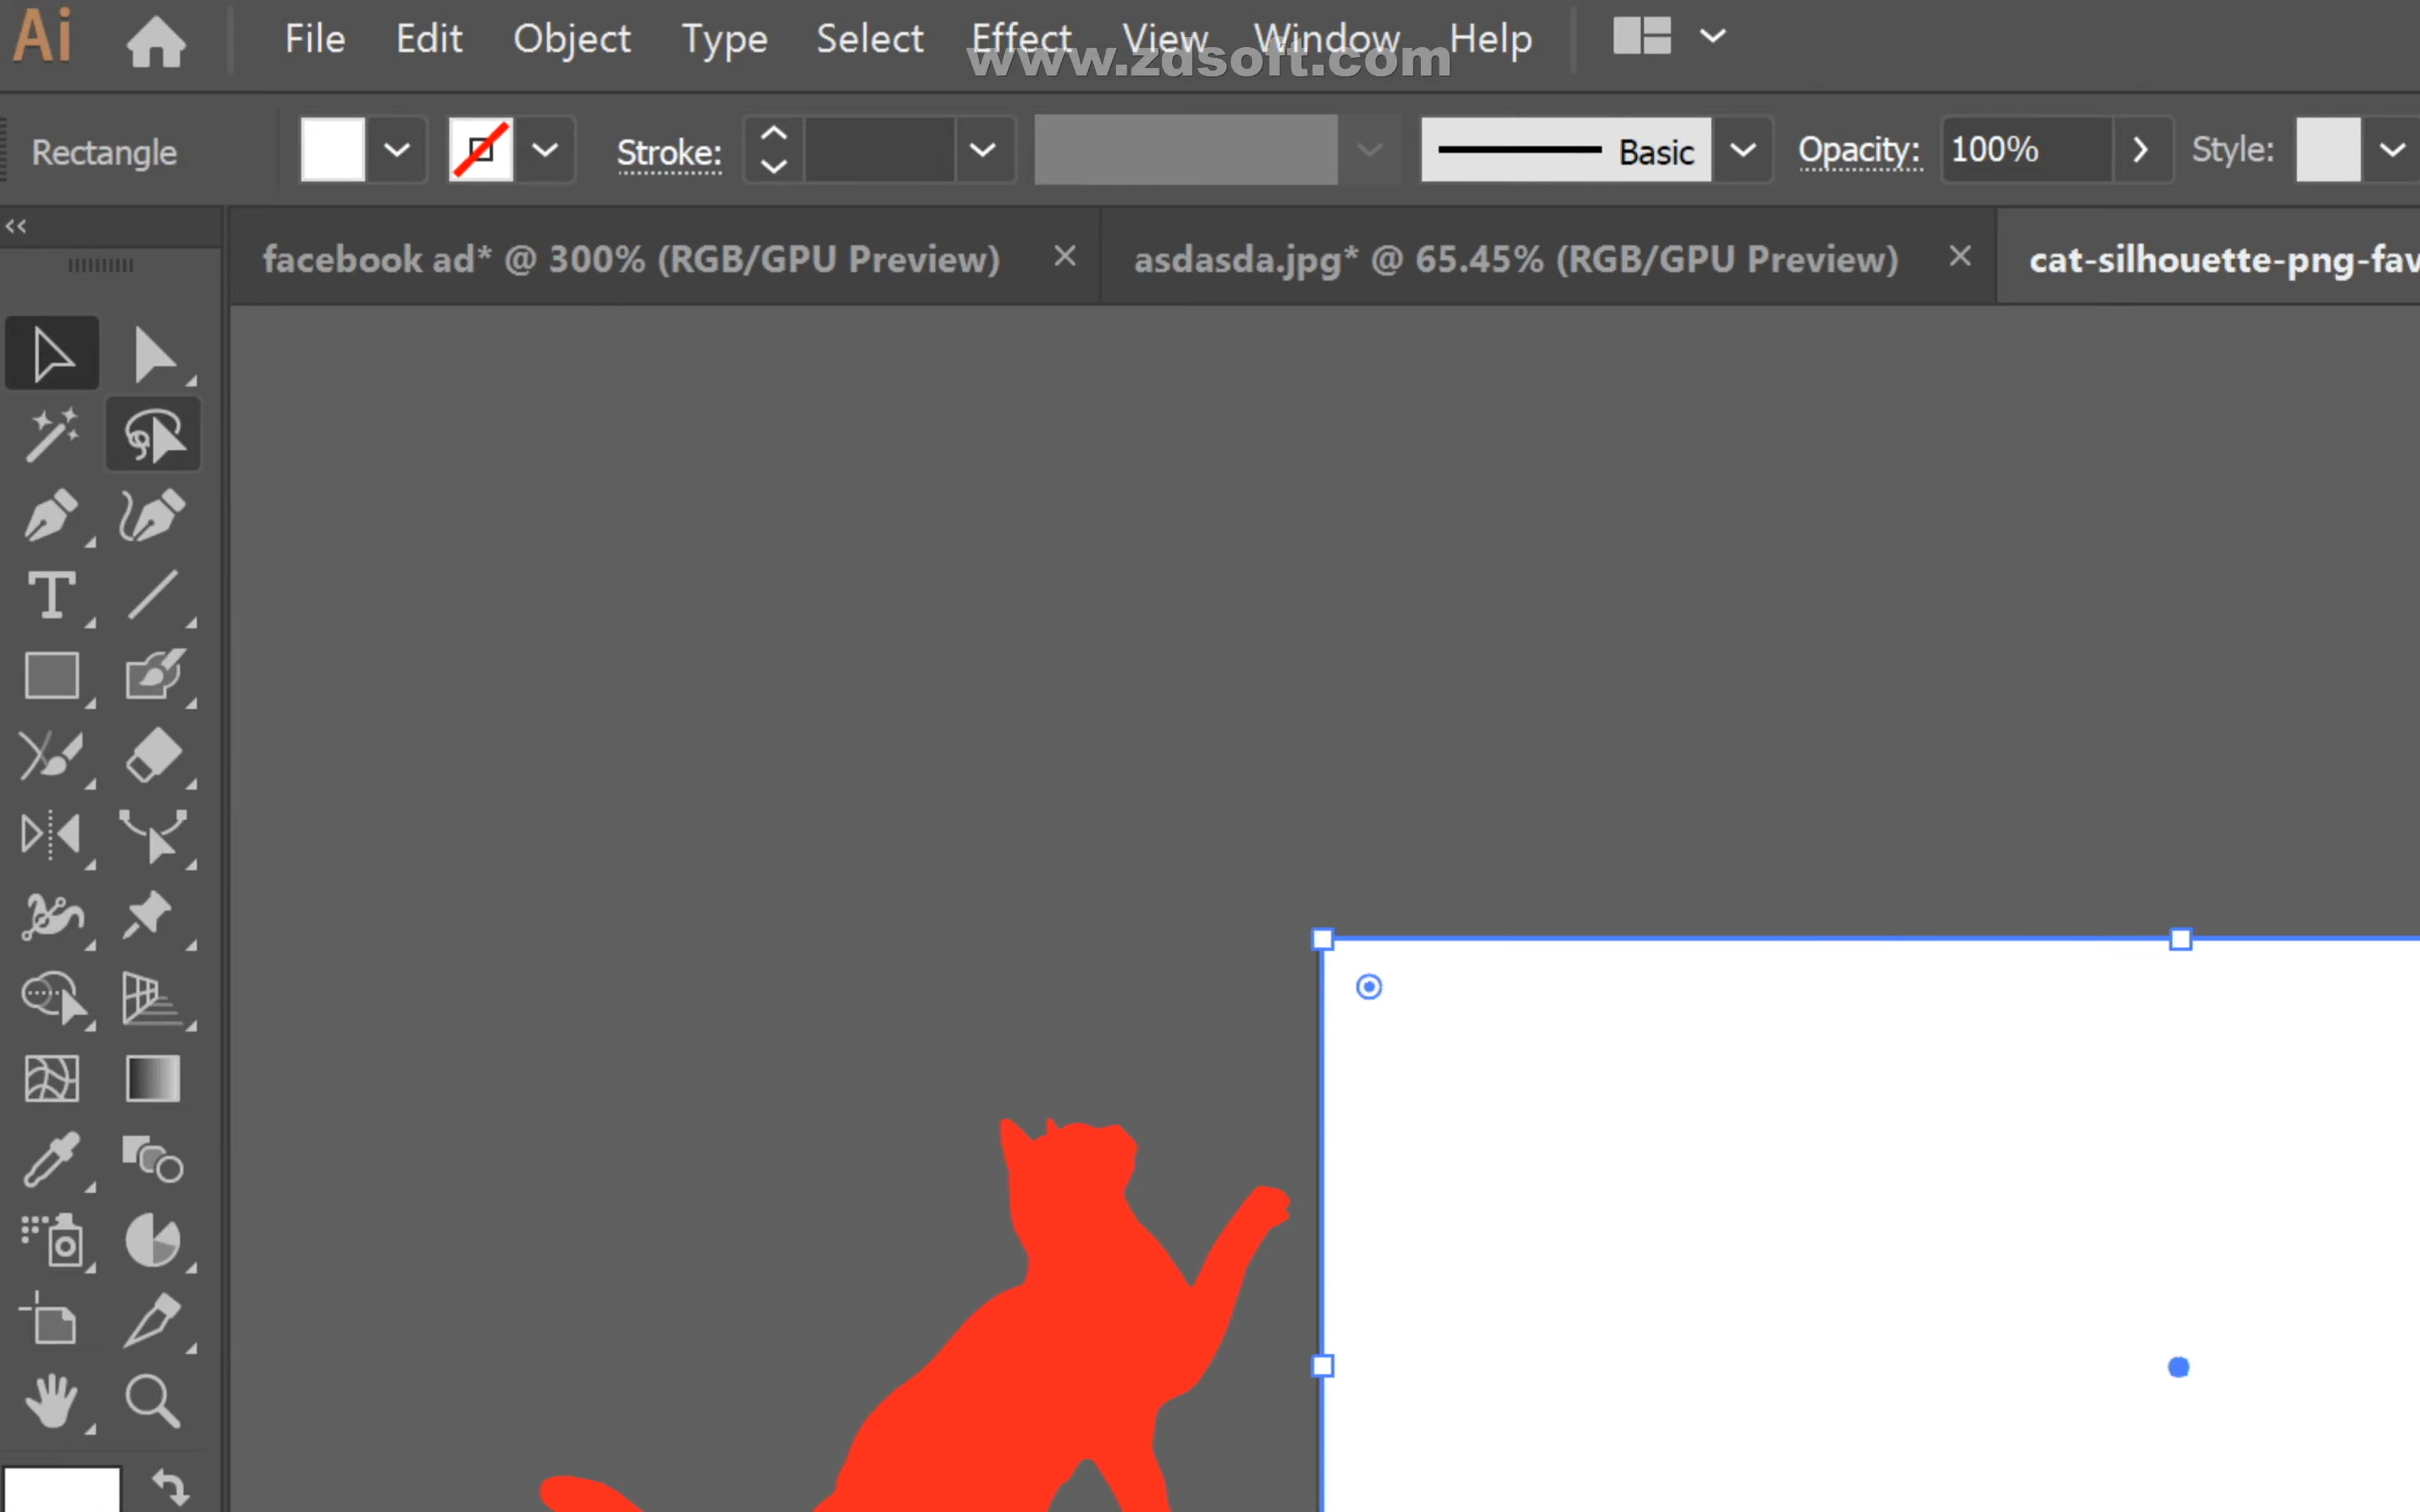 Ai File Edit Object Type Select Effect View Window Help
www.zdsoft.com
Rectangle Stroke: Basic Opacity: 100% Style:
facebook ad* @ 300% (RGB/GPU Preview) × asdasda.jpg* @ 65.45% (RGB/GPU Preview) × cat-silhouette-png-fav